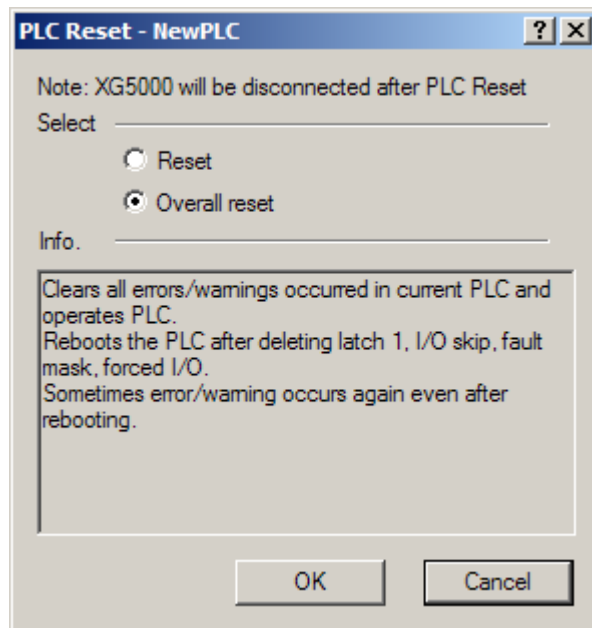 PLC Reset - NewPLC
Note: XG5000 will be disconnected after PLC Reset
Select
Reset
Overall reset
Info.
Clears all errors/warnings occurred in current PLC and
operates PLC.
Reboots the PLC after deleting latch 1, I/O skip, fault
mask, forced I/O.
Sometimes error/warning occurs again even after
rebooting.
OK
Cancel